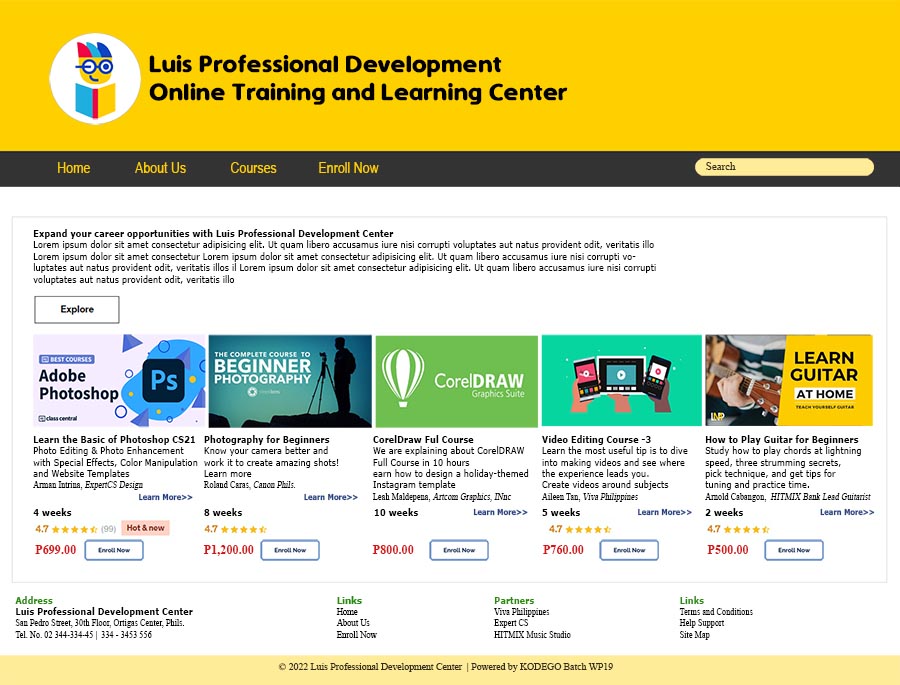 Luis Professional Development
Online Training and Learning Center
Home
About Us
Courses
Enroll Now
Search
Expand your career opportunities with Luis Professional Development Center
Lorem ipsum dolor sit amet consectetur adipisicing elit. Ut quam libero accusamus iure nisi corrupti voluptates aut natus provident odit, veritatis illo
Lorem ipsum dolor sit amet consectetur Lorem ipsum dolor sit amet consectetur adipisicing elit. Ut quam libero accusamus iure nisi corrupti vo-
luptates aut natus provident odit, veritatis illos il Lorem ipsum dolor sit amet consectetur adipisicing elit. Ut quam libero accusamus iure nisi corrupti
voluptates aut natus provident odit, veritatis illo
Explore
BEST COURSES
Adobe
Photoshop
Ps
class central
Learn the Basic of Photoshop CS21
Photo Editing & Photo Enhancement
with Special Effects, Color Manipulation
and Website Templates
Arman Intrina, ExpertCS Design
Learn More>>
4 weeks
4.7
(99)
Hot & new
P699.00
Enroll Now
THE COMPLETE COURSE TO
BEGINNER
PHOTOGRAPHY
Photography for Beginners
Know your camera better and
work it to create amazing shots!
Learn more
Roland Caras, Canon Phils.
Learn More>>
8 weeks
4.7
P1,200.00
Enroll Now
CorelDRAW
Graphics Suite
CorelDraw Ful Course
We are explaining about CorelDRAW
Full Course in 10 hours
earn how to design a holiday-themed
Instagram template
Leah Maldepena, Artcom Graphics, INnc
10 weeks
Learn More>>
P800.00
Enroll Now
Video Editing Course -3
Learn the most useful tip is to dive
into making videos and see where
the experience leads you.
Create videos around subjects
Aileen Tan, Viva Philippines
5 weeks
Learn More>>
4.7
P760.00
Enroll Now
LEARN
GUITAR
AT HOME
TEACH YOURSELF GUITAR
LNP
How to Play Guitar for Beginners
Study how to play chords at lightning
speed, three strumming secrets,
pick technique, and get tips for
tuning and practice time.
Arnold Cabangon, HITMIX Bank Lead Guitarist
2 weeks
Learn More>>
4.7
P500.00
Enroll Now
Address
Luis Professional Development Center
San Pedro Street, 30th Floor, Ortigas Center, Phils.
Tel. No. 02 344-334-45 | 334 - 3453 556
Links
Home
About Us
Enroll Now
Partners
Viva Philippines
Expert CS
HITMIX Music Studio
Links
Terms and Conditions
Help Support
Site Map
© 2022 Luis Professional Development Center | Powered by KODEGO Batch WP19